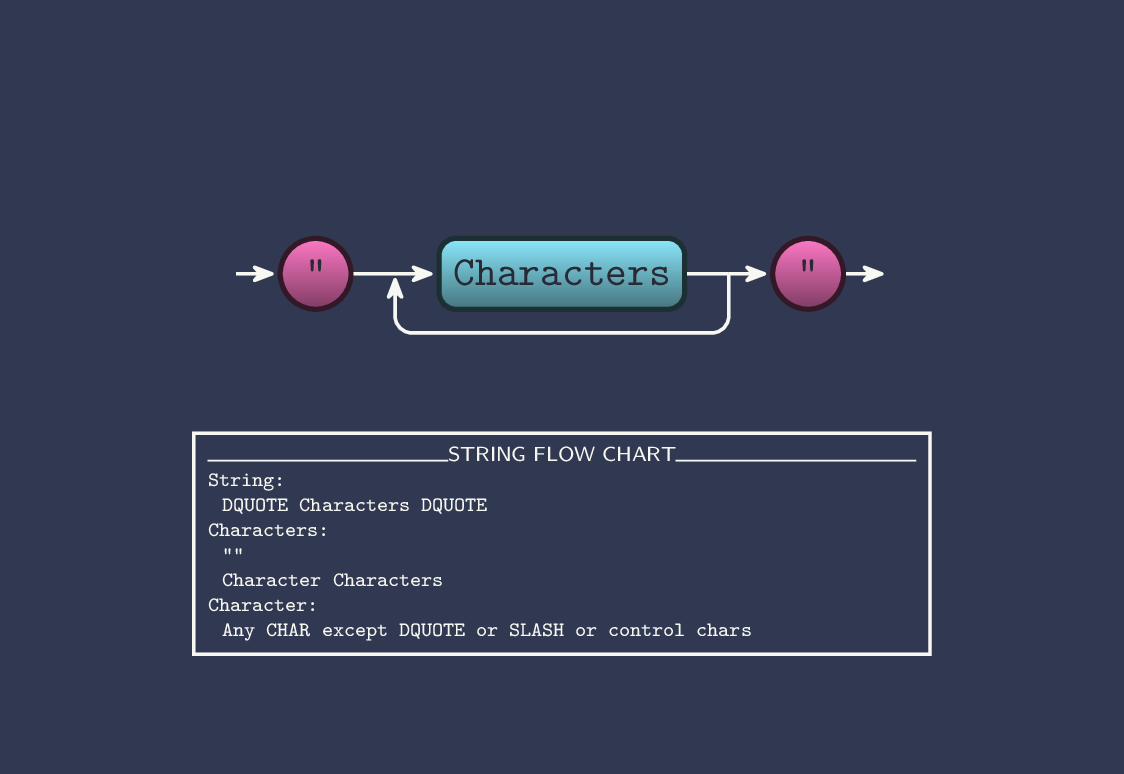 " Characters "
STRING FLOW CHART
String:
DQUOTE Characters DQUOTE
Characters:
""
Character Characters
Character:
Any CHAR except DQUOTE or SLASH or control chars